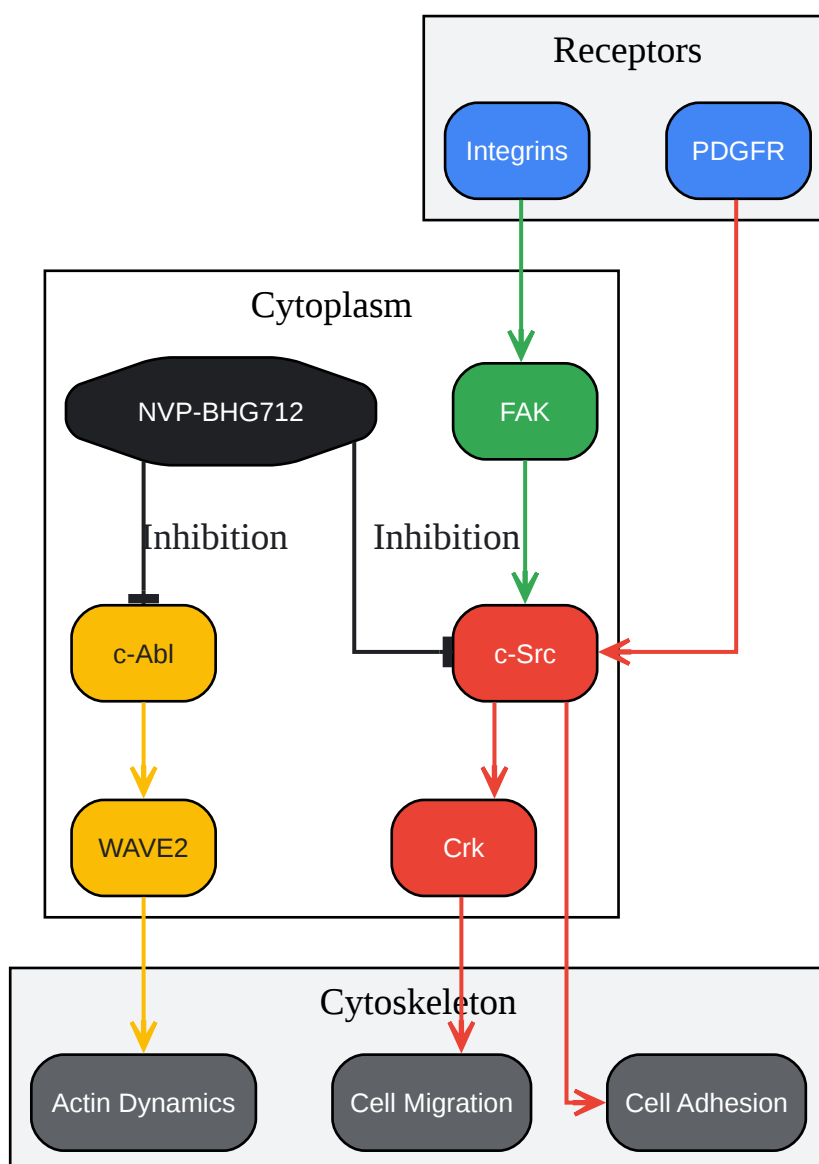 Receptors
Integrins
PDGFR
Cytoplasm
NVP-BHG712
FAK
Inhibition
Inhibition
c-Abl
c-Src
WAVE2
Crk
Cytoskeleton
Actin Dynamics
Cell Migration
Cell Adhesion